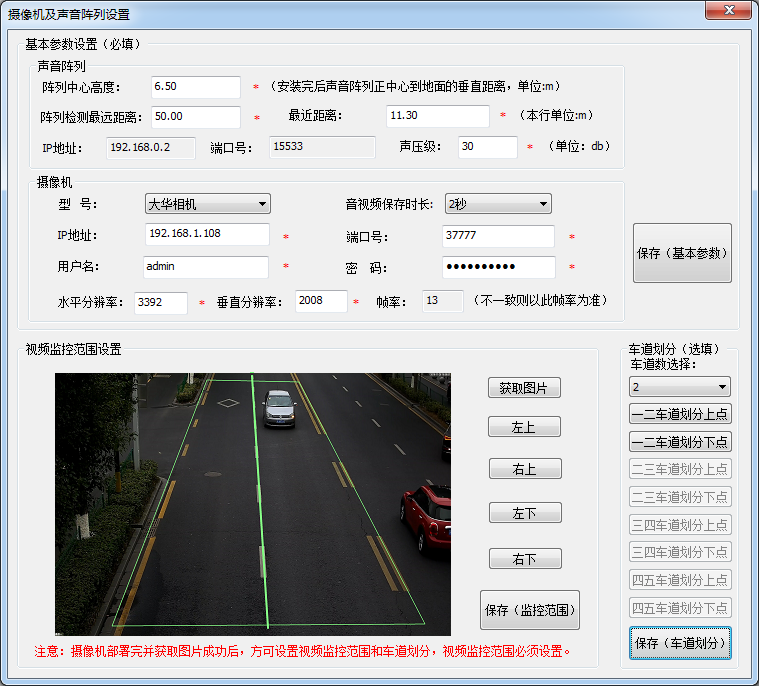 摄像机及声音阵列设置
基本参数设置（必填）
声音阵列
阵列中心高度： 6.50 * （安装完后声音阵列正中心到地面的垂直距离，单位:m）
阵列检测最远距离： 50.00 * 最近距离： 11.30 * （本行单位:m）
IP地址： 192.168.0.2 端口号： 15533 声压级： 30 * （单位：db）
摄像机
型 号： 大华相机 音视频保存时长: 2秒
IP地址： 192.168.1.108 * 端口号： 37777 *
用户名： admin * 密 码： ●●●●●●●●●● *
水平分辨率： 3392 * 垂直分辨率： 2008 * 帧率： 13 （不一致则以此帧率为准）
保存（基本参数）
视频监控范围设置
获取图片
左上
右上
左下
右下
保存（监控范围）
注意：摄像机部署完并获取图片成功后，方可设置视频监控范围和车道划分，视频监控范围必须设置。
车道划分（选填）
车道数选择：
2
一二车道划分上点
一二车道划分下点
二三车道划分上点
二三车道划分下点
三四车道划分上点
三四车道划分下点
四五车道划分上点
四五车道划分下点
保存（车道划分）